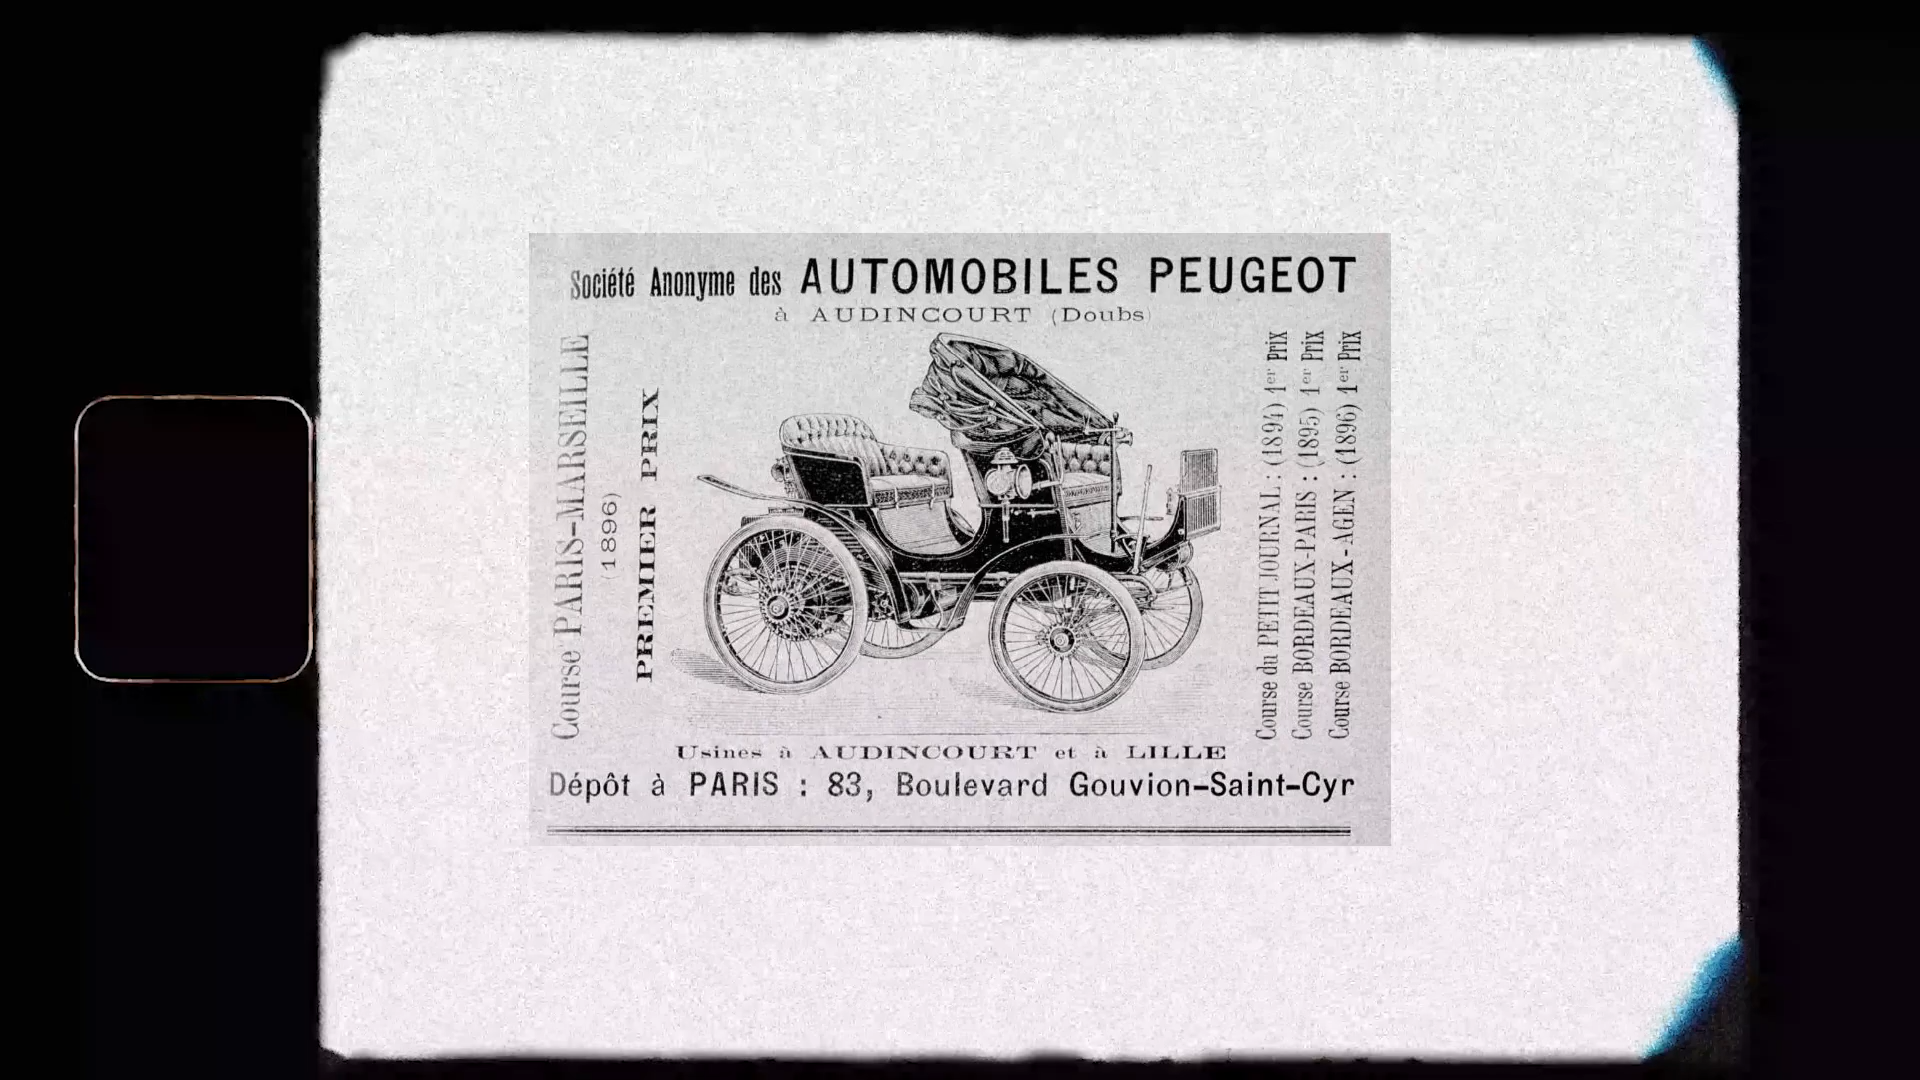 Société Anonyme des AUTOMOBILES PEUGEOT
à AUDINCOURT (Doubs)
Course PARIS-MARSEILLE
(1896)
PREMIER PRIX
Course du PETIT JOURNAL : (1894) 1er Prix
Course BORDEAUX-PARIS : (1895) 1er Prix
Course BORDEAUX-AGEN : (1896) 1er Prix
Usines à AUDINCOURT et à LILLE
Dépôt à PARIS : 83, Boulevard Gouvion-Saint-Cyr